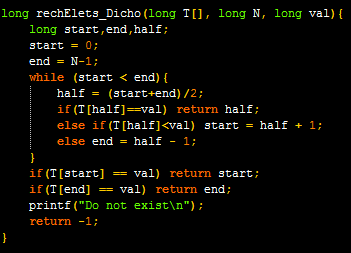 long rechElets_Dicho(long T[], long N, long val){
    long start,end,half;
    start = 0;
    end = N-1;
    while (start < end){
        half = (start+end)/2;
        if(T[half]==val) return half;
        else if(T[half]<val) start = half + 1;
        else end = half - 1;
    }
    if(T[start] == val) return start;
    if(T[end] == val) return end;
    printf("Do not exist\n");
    return -1;
}